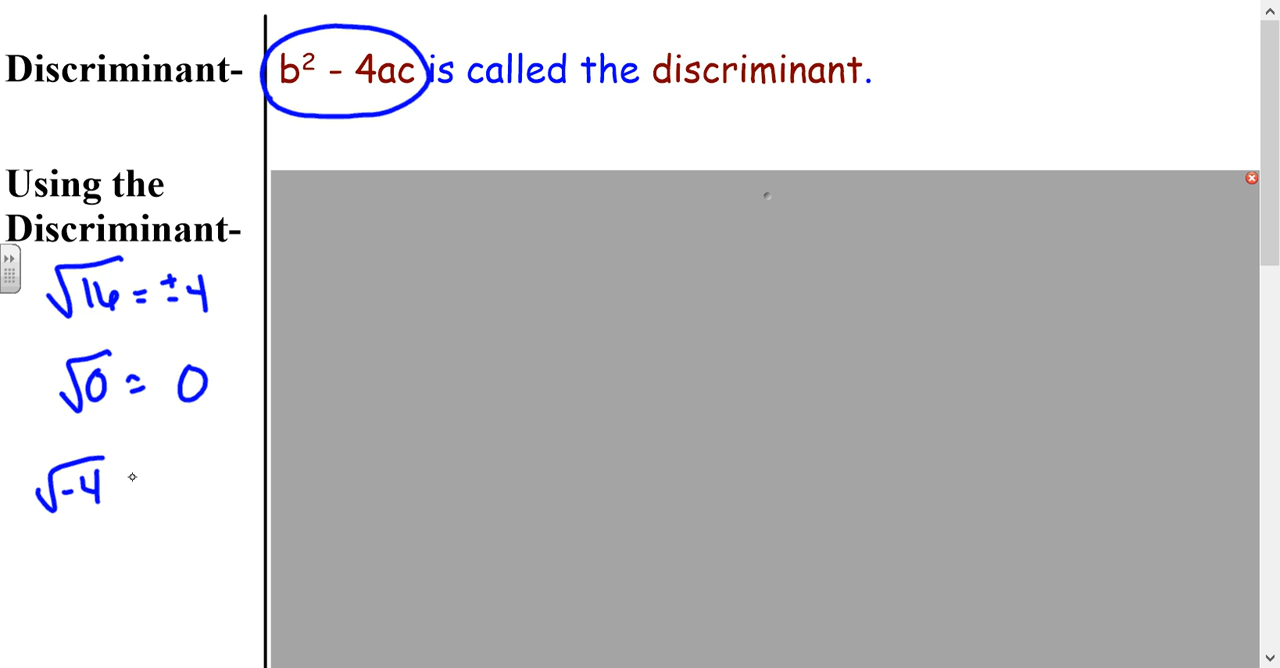 Discriminant- b² - 4ac is called the discriminant.
Using the
Discriminant-
√16 = ±4
√0 = 0
√-4